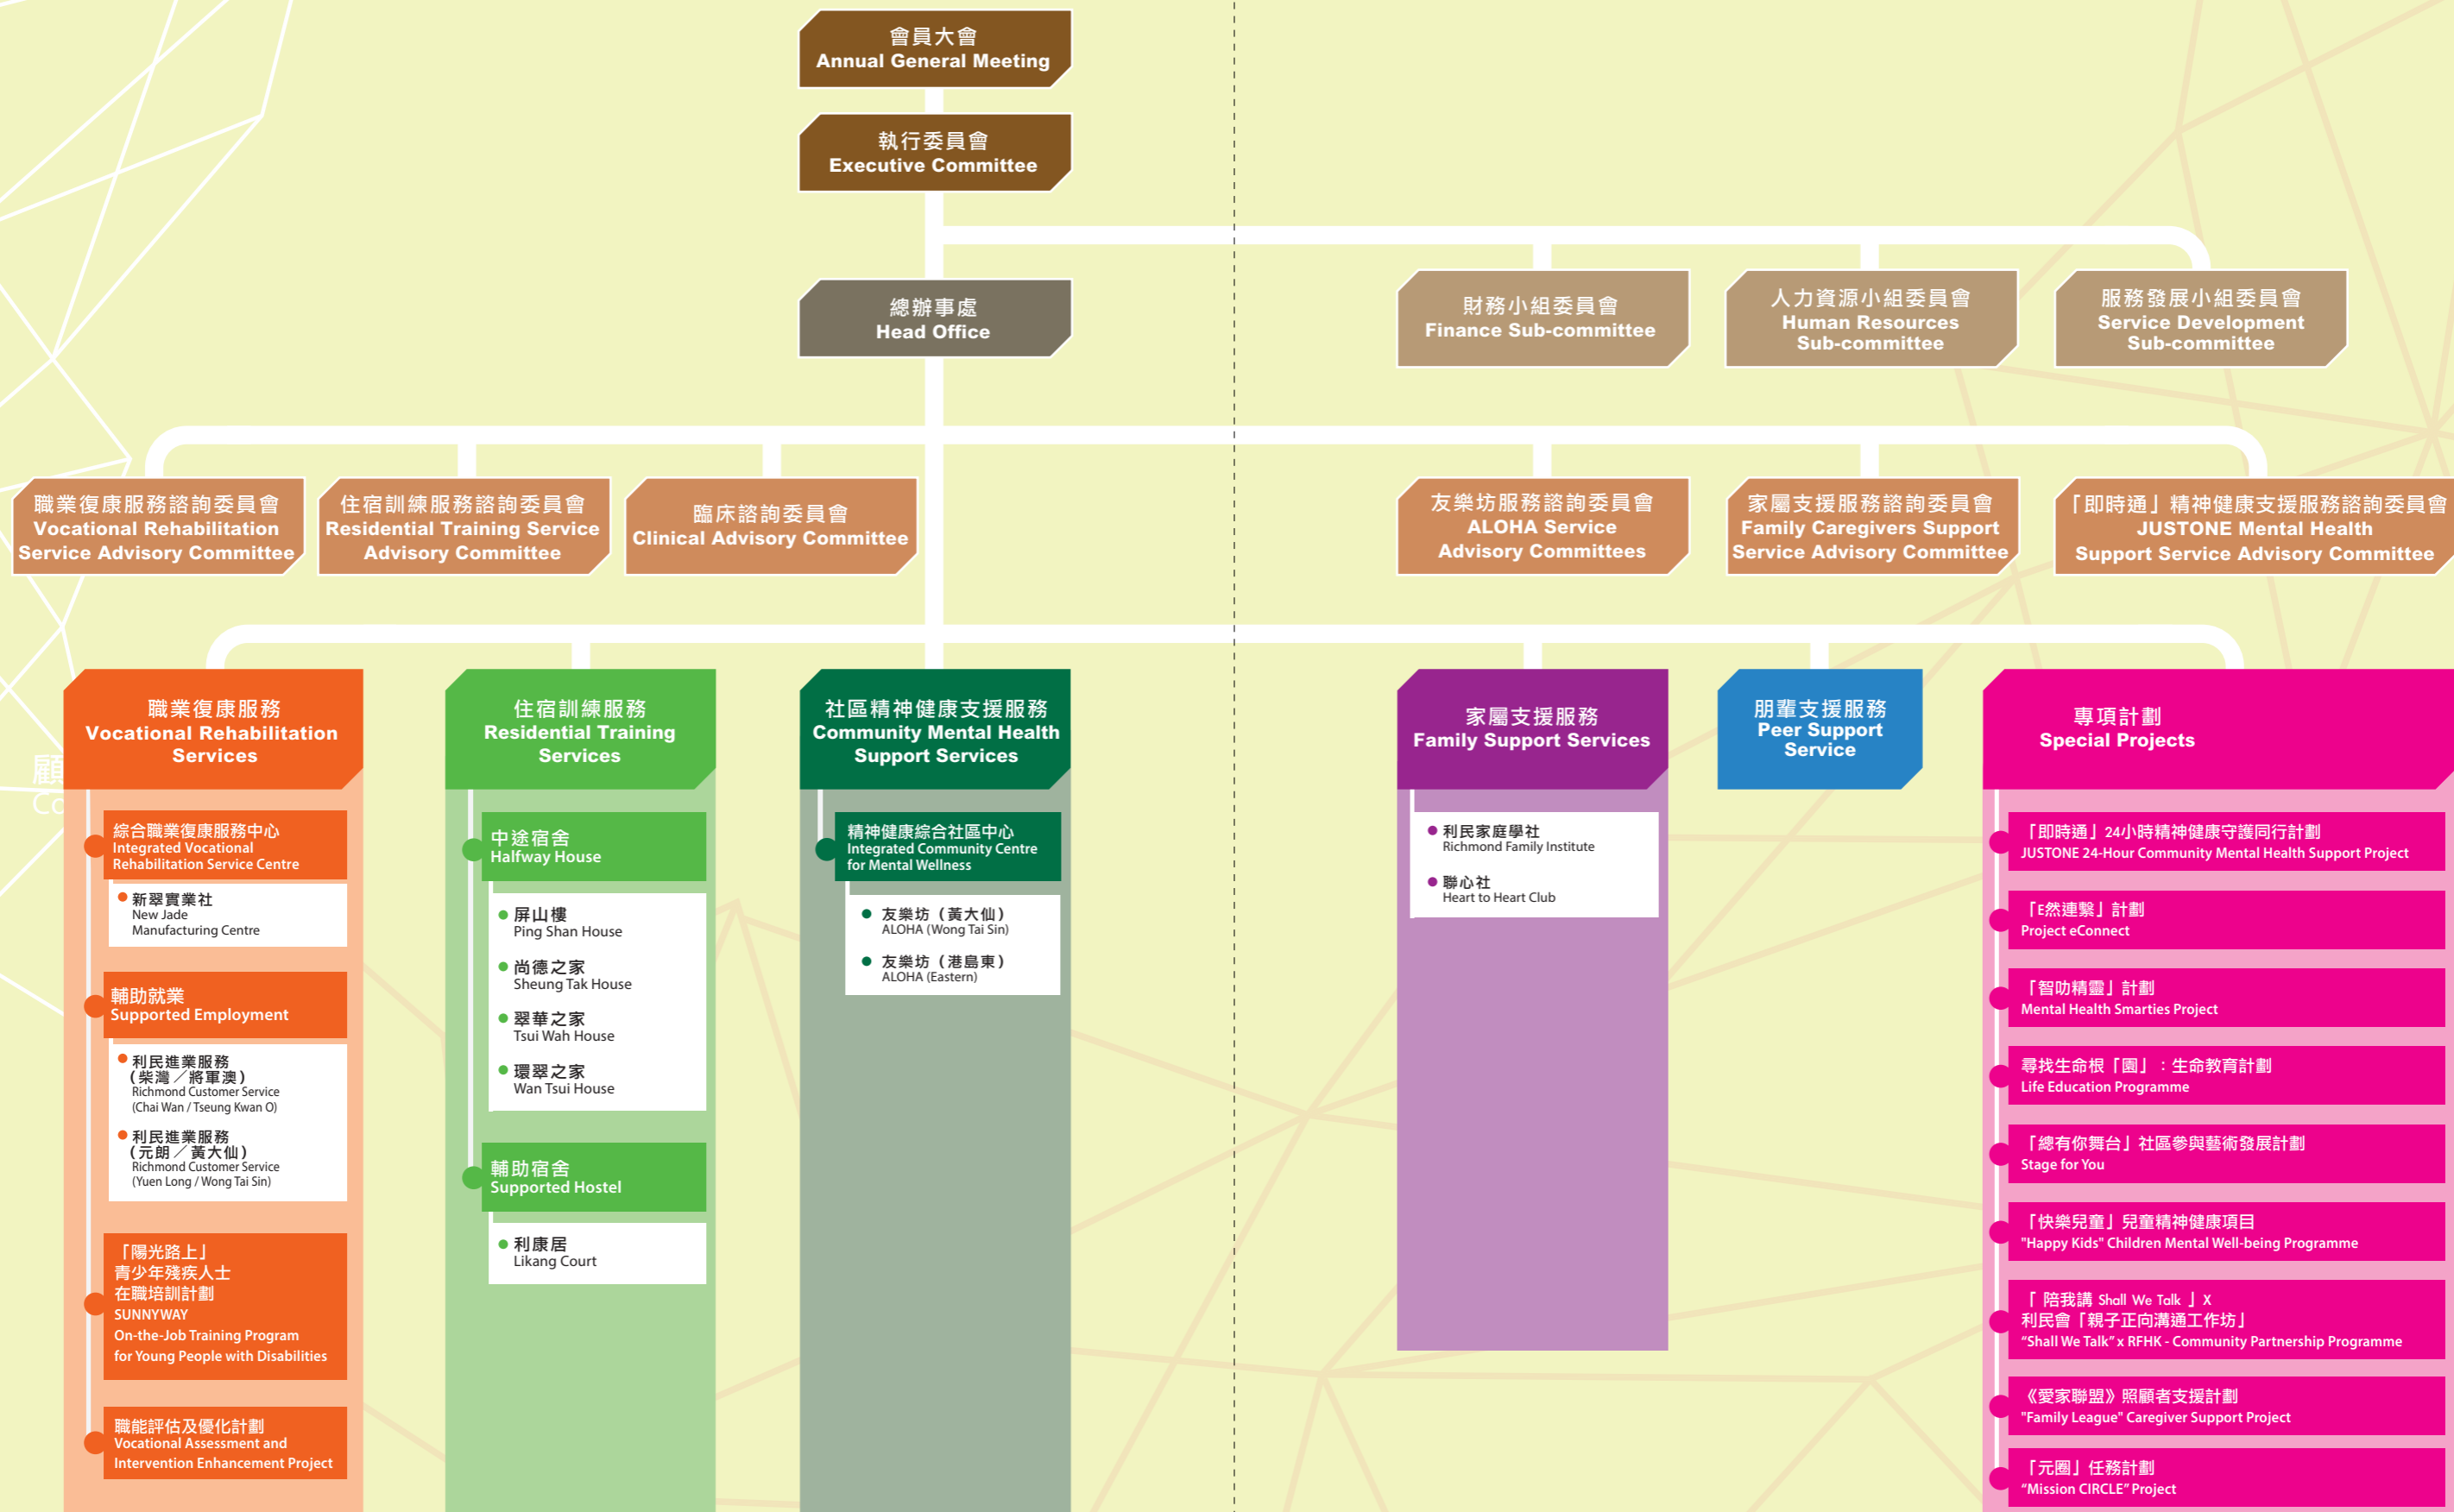 會員大會
Annual General Meeting
執行委員會
Executive Committee
總辦事處
Head Office
財務小組委員會
Finance Sub-committee
人力資源小組委員會
Human Resources
Sub-committee
服務發展小組委員會
Service Development
Sub-committee
職業復康服務諮詢委員會
Vocational Rehabilitation
Service Advisory Committee
住宿訓練服務諮詢委員會
Residential Training Service
Advisory Committee
臨床諮詢委員會
Clinical Advisory Committee
友樂坊服務諮詢委員會
ALOHA Service
Advisory Committees
家屬支援服務諮詢委員會
Family Caregivers Support
Service Advisory Committee
「即時通」精神健康支援服務諮詢委員會
JUSTONE Mental Health
Support Service Advisory Committee
顧
Co
職業復康服務
Vocational Rehabilitation
Services
綜合職業復康服務中心
Integrated Vocational
Rehabilitation Service Centre
新翠實業社
New Jade
Manufacturing Centre
輔助就業
Supported Employment
利民進業服務
(柴灣／將軍澳)
Richmond Customer Service
(Chai Wan / Tseung Kwan O)
利民進業服務
(元朗／黃大仙)
Richmond Customer Service
(Yuen Long / Wong Tai Sin)
「陽光路上」
青少年殘疾人士
在職培訓計劃
SUNNYWAY
On-the-Job Training Program
for Young People with Disabilities
職能評估及優化計劃
Vocational Assessment and
Intervention Enhancement Project
住宿訓練服務
Residential Training
Services
中途宿舍
Halfway House
屏山樓
Ping Shan House
尚德之家
Sheung Tak House
翠華之家
Tsui Wah House
環翠之家
Wan Tsui House
輔助宿舍
Supported Hostel
利康居
Likang Court
社區精神健康支援服務
Community Mental Health
Support Services
精神健康綜合社區中心
Integrated Community Centre
for Mental Wellness
友樂坊（黃大仙）
ALOHA (Wong Tai Sin)
友樂坊（港島東）
ALOHA (Eastern)
家屬支援服務
Family Support Services
利民家庭學社
Richmond Family Institute
聯心社
Heart to Heart Club
朋輩支援服務
Peer Support
Service
專項計劃
Special Projects
「即時通」24小時精神健康守護同行計劃
JUSTONE 24-Hour Community Mental Health Support Project
「E然連繫」計劃
Project eConnect
「智叻精靈」計劃
Mental Health Smarties Project
尋找生命根「園」：生命教育計劃
Life Education Programme
「總有你舞台」社區參與藝術發展計劃
Stage for You
「快樂兒童」兒童精神健康項目
"Happy Kids" Children Mental Well-being Programme
「 陪我講 Shall We Talk 」X
利民會「親子正向溝通工作坊」
“Shall We Talk” x RFHK - Community Partnership Programme
《愛家聯盟》照顧者支援計劃
"Family League" Caregiver Support Project
「元圈」任務計劃
“Mission CIRCLE” Project